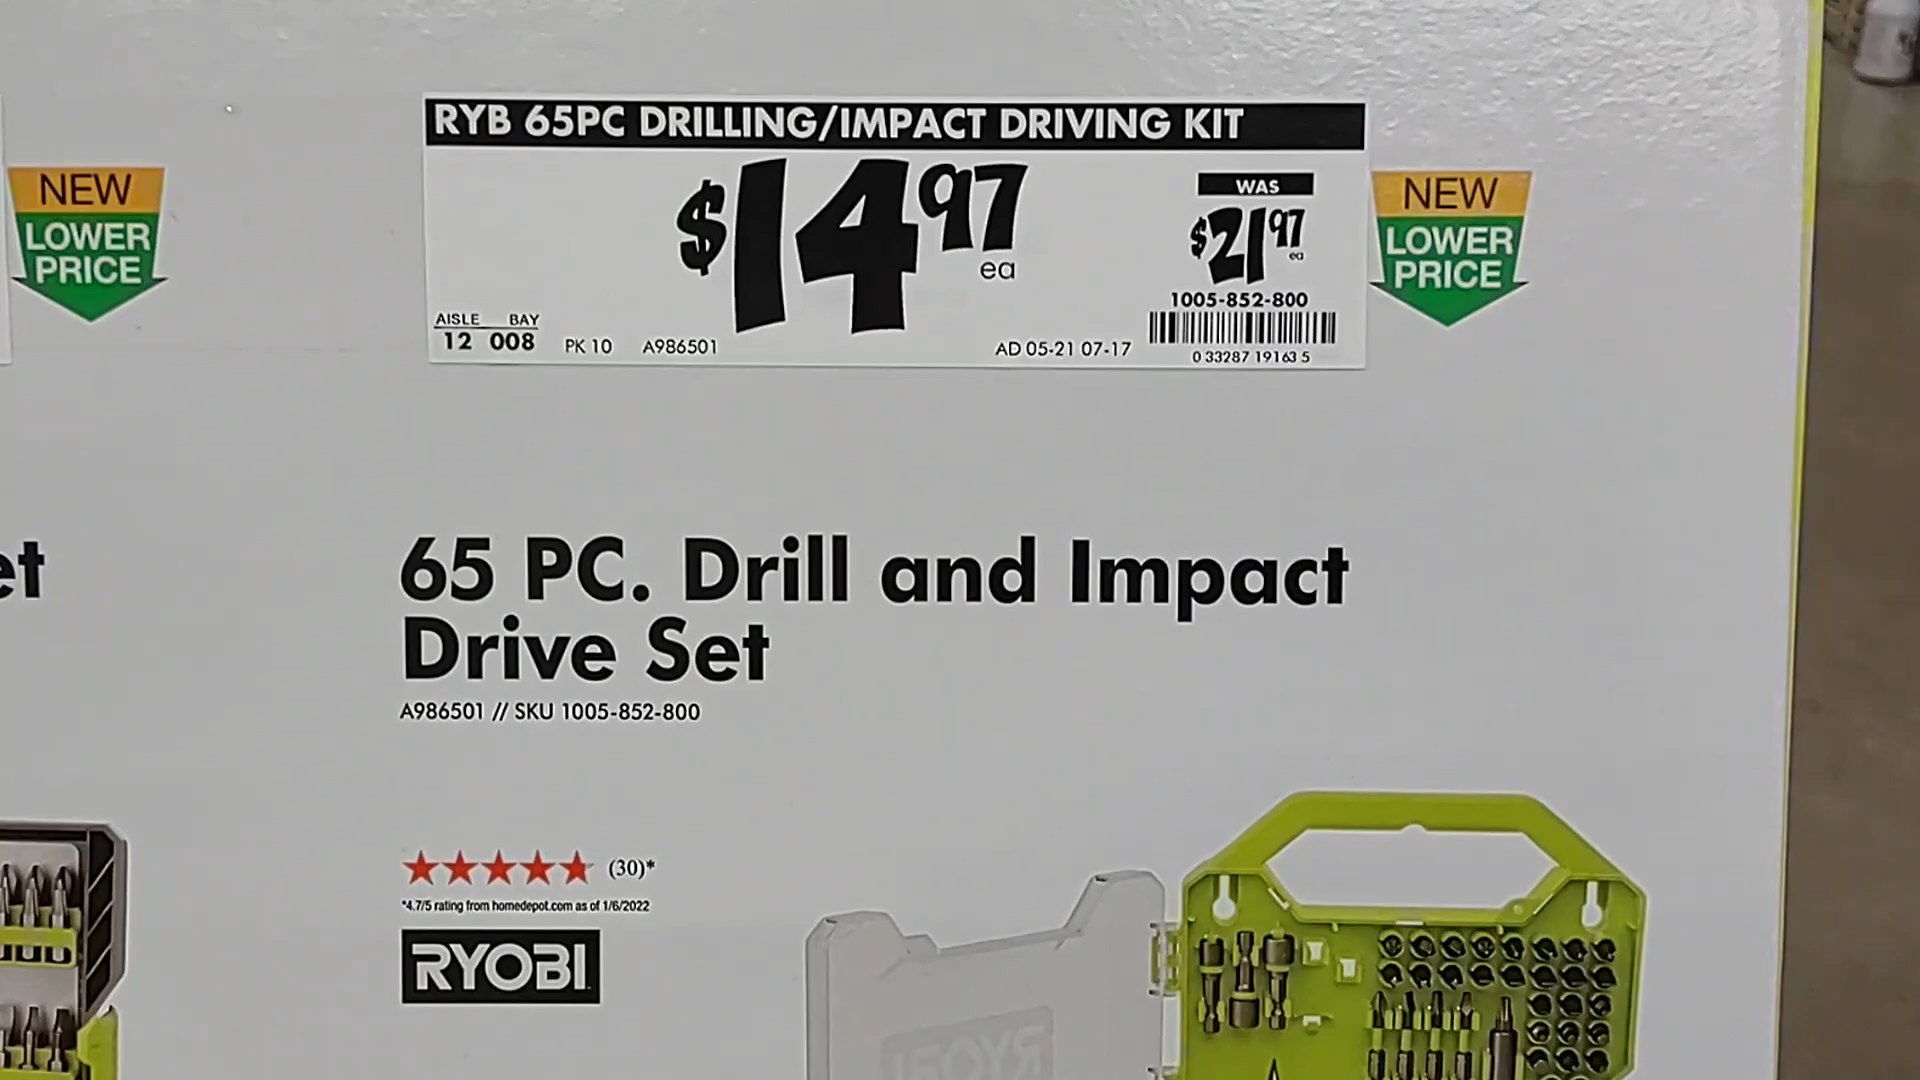 RYB 65PC DRILLING/IMPACT DRIVING KIT
$14 97
ea
WAS
$21 97
ea
1005-852-800
0 33287 19163 5
AISLE BAY
12 008
PK 10
A986501
AD 05-21 07-17
NEW
LOWER
PRICE
NEW
LOWER
PRICE
et
65 PC. Drill and Impact
Drive Set
A986501 // SKU 1005-852-800
(30)*
*4.7/5 rating from homedepot.com as of 1/6/2022
RYOBI
RYOBI